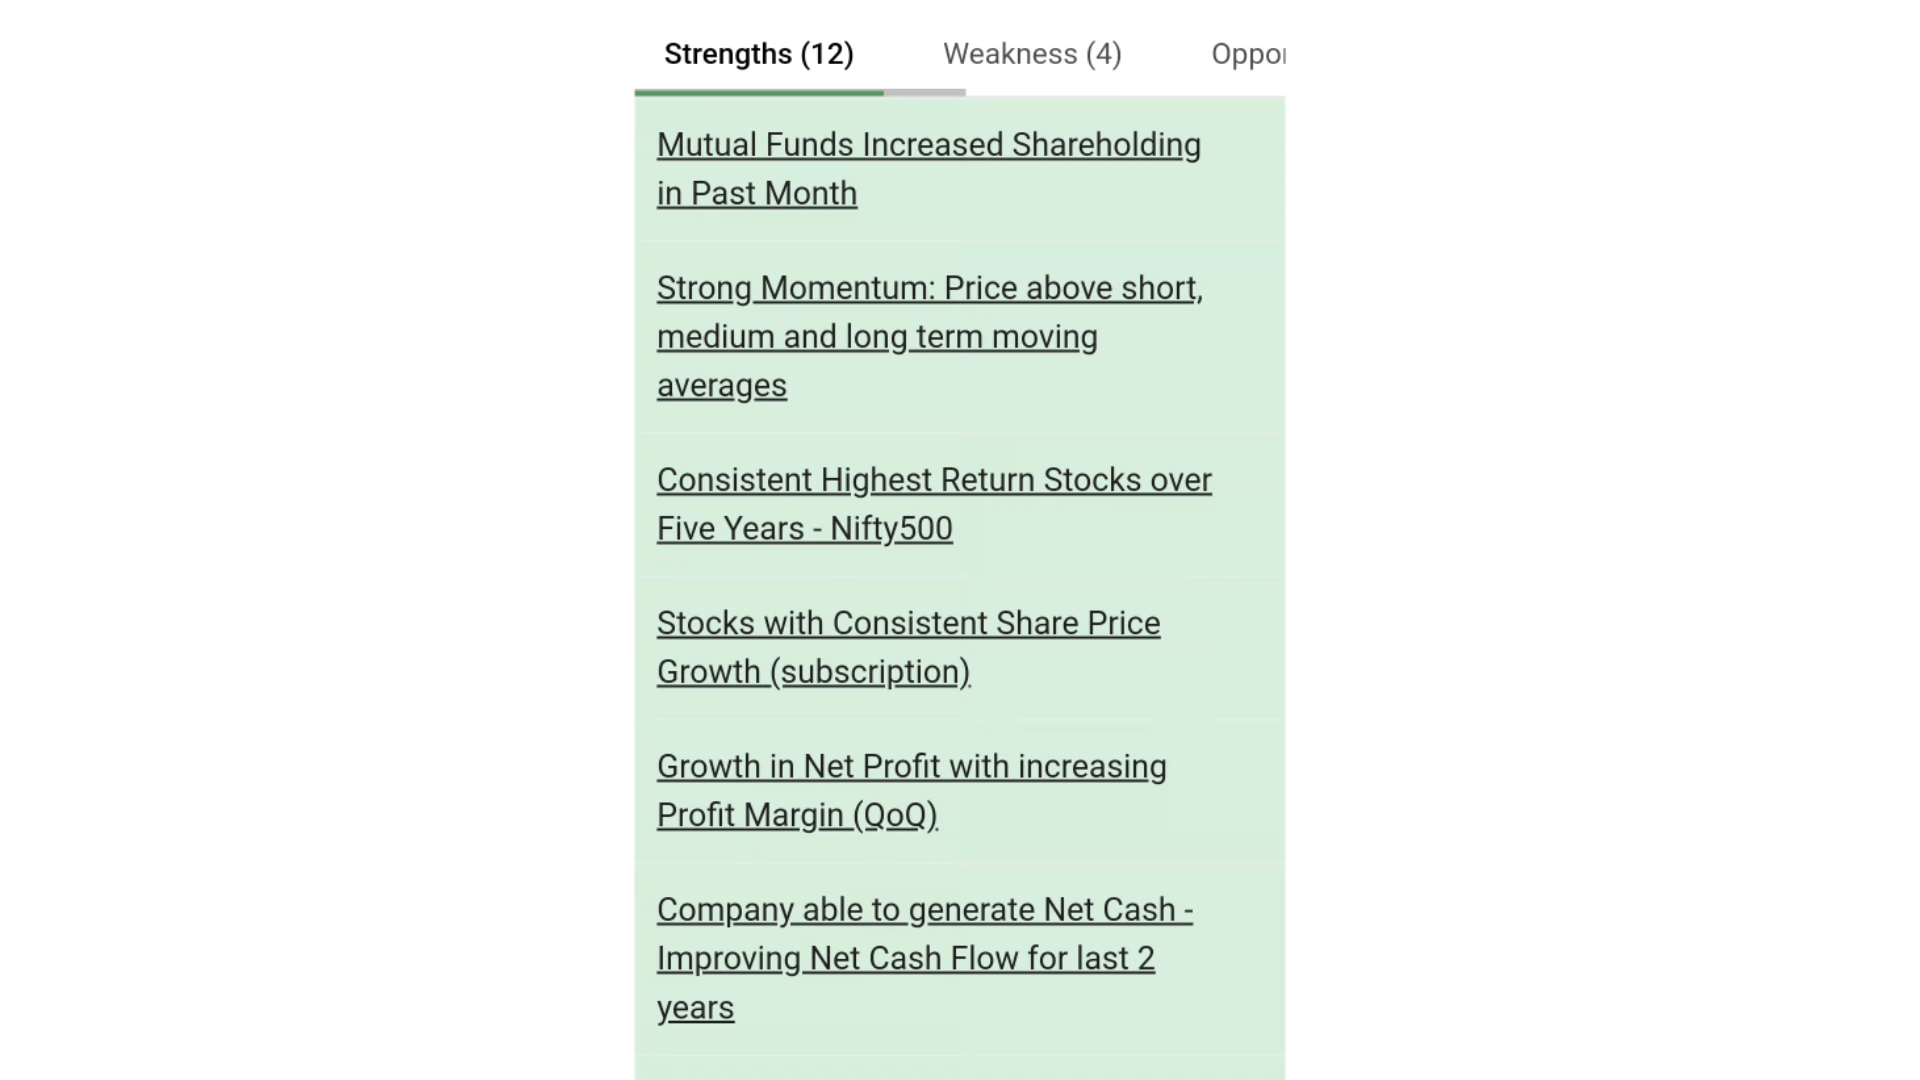 Strengths (12) Weakness (4) Oppor
Mutual Funds Increased Shareholding
in Past Month
Strong Momentum: Price above short,
medium and long term moving
averages
Consistent Highest Return Stocks over
Five Years - Nifty500
Stocks with Consistent Share Price
Growth (subscription)
Growth in Net Profit with increasing
Profit Margin (QoQ)
Company able to generate Net Cash -
Improving Net Cash Flow for last 2
years